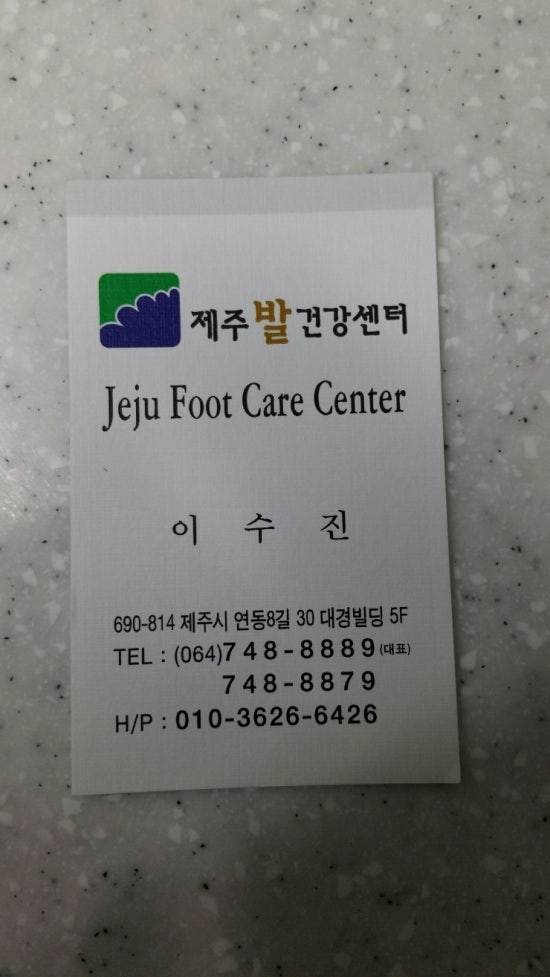 제주발건강센터
Jeju Foot Care Center
이 수 진
690-814 제주시 연동8길 30 대경빌딩 5F
TEL : (064)748-8889 (대표)
748-8879
H/P : 010-3626-6426